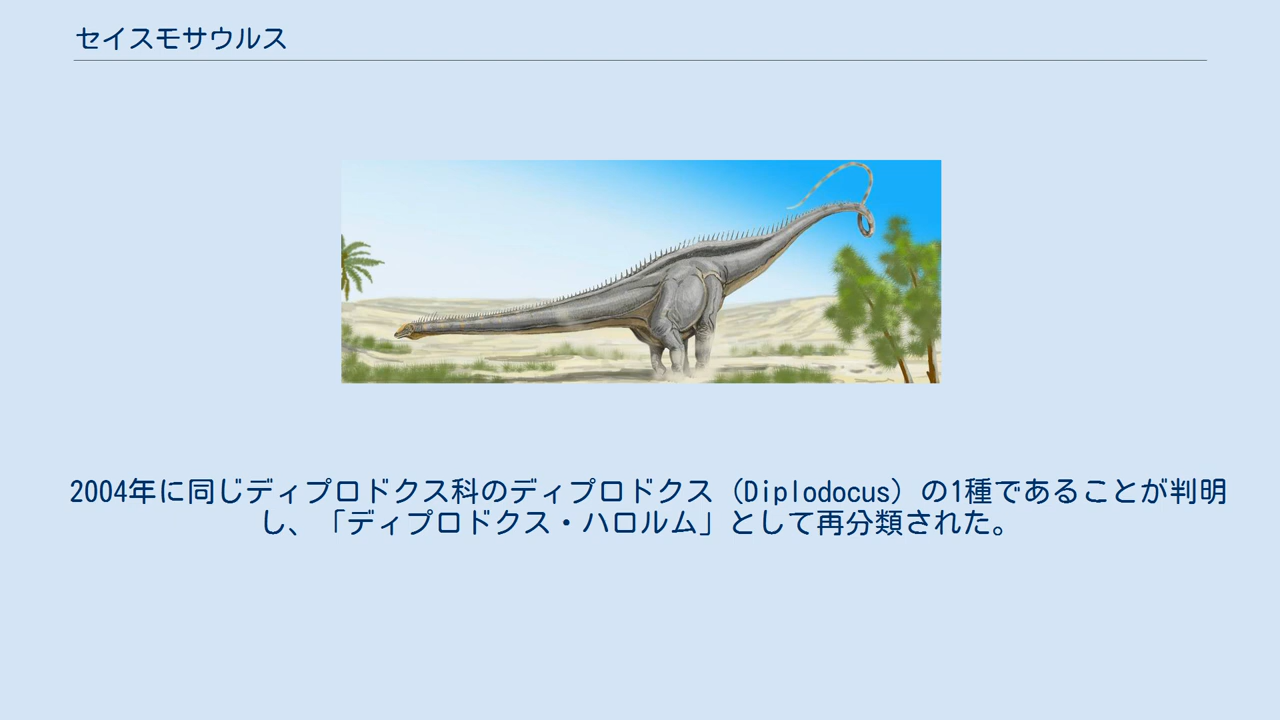 セイスモサウルス
2004年に同じディプロドクス科のディプロドクス（Diplodocus）の1種であることが判明
し、「ディプロドクス・ハロルム」として再分類された。